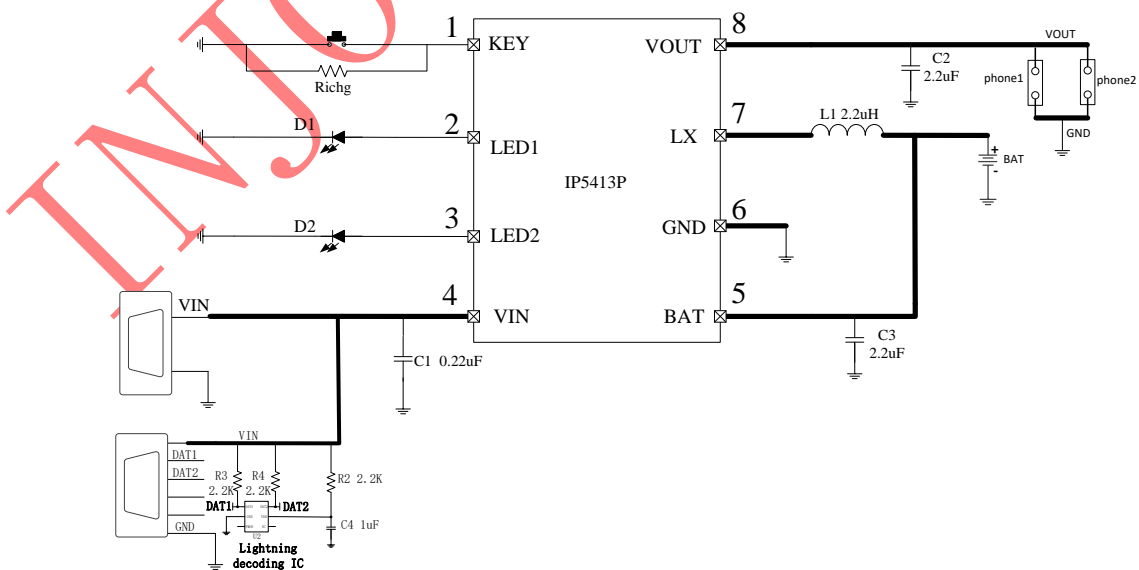 INJO
1
KEY
Richg
D1
2
LED1
D2
3
LED2
VIN
4
VIN
C1 0.22uF
IP5413P
8
VOUT
VOUT
C2
2.2uF
phone1
phone2
GND
7
LX
L1 2.2uH
+
BAT
-
6
GND
5
BAT
C3
2.2uF
VIN
DAT1
DAT2
GND
R3
2.2K
R4
2.2K
R2 2.2K
DAT1
DAT2
C4 1uF
U2
Lightning
decoding IC